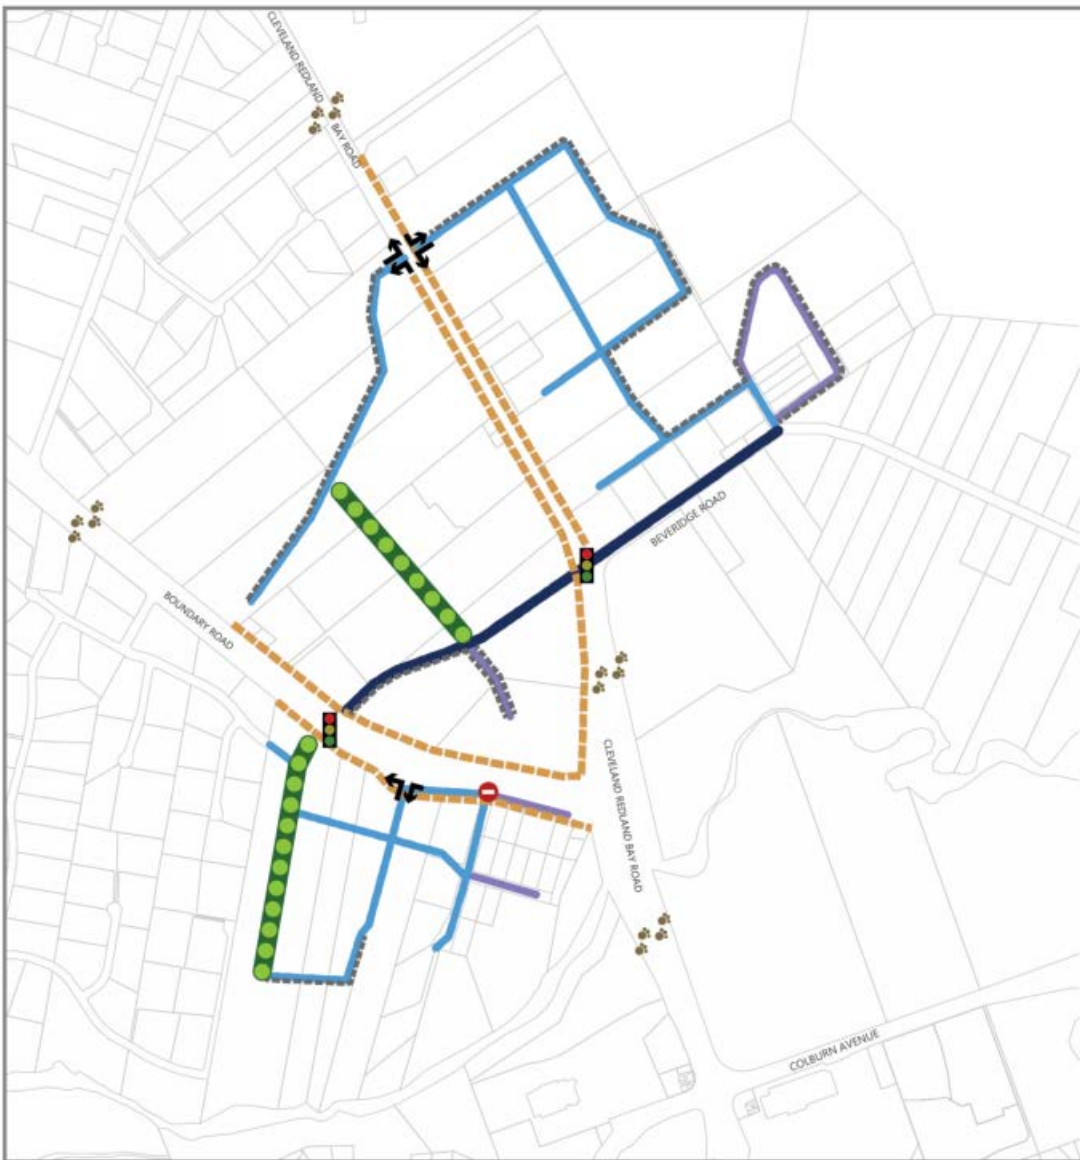 CLEVELAND REDLAND
BAY ROAD
BEVERIDGE ROAD
BOUNDARY ROAD
CLEVELAND REDLAND BAY ROAD
COLBURN AVENUE